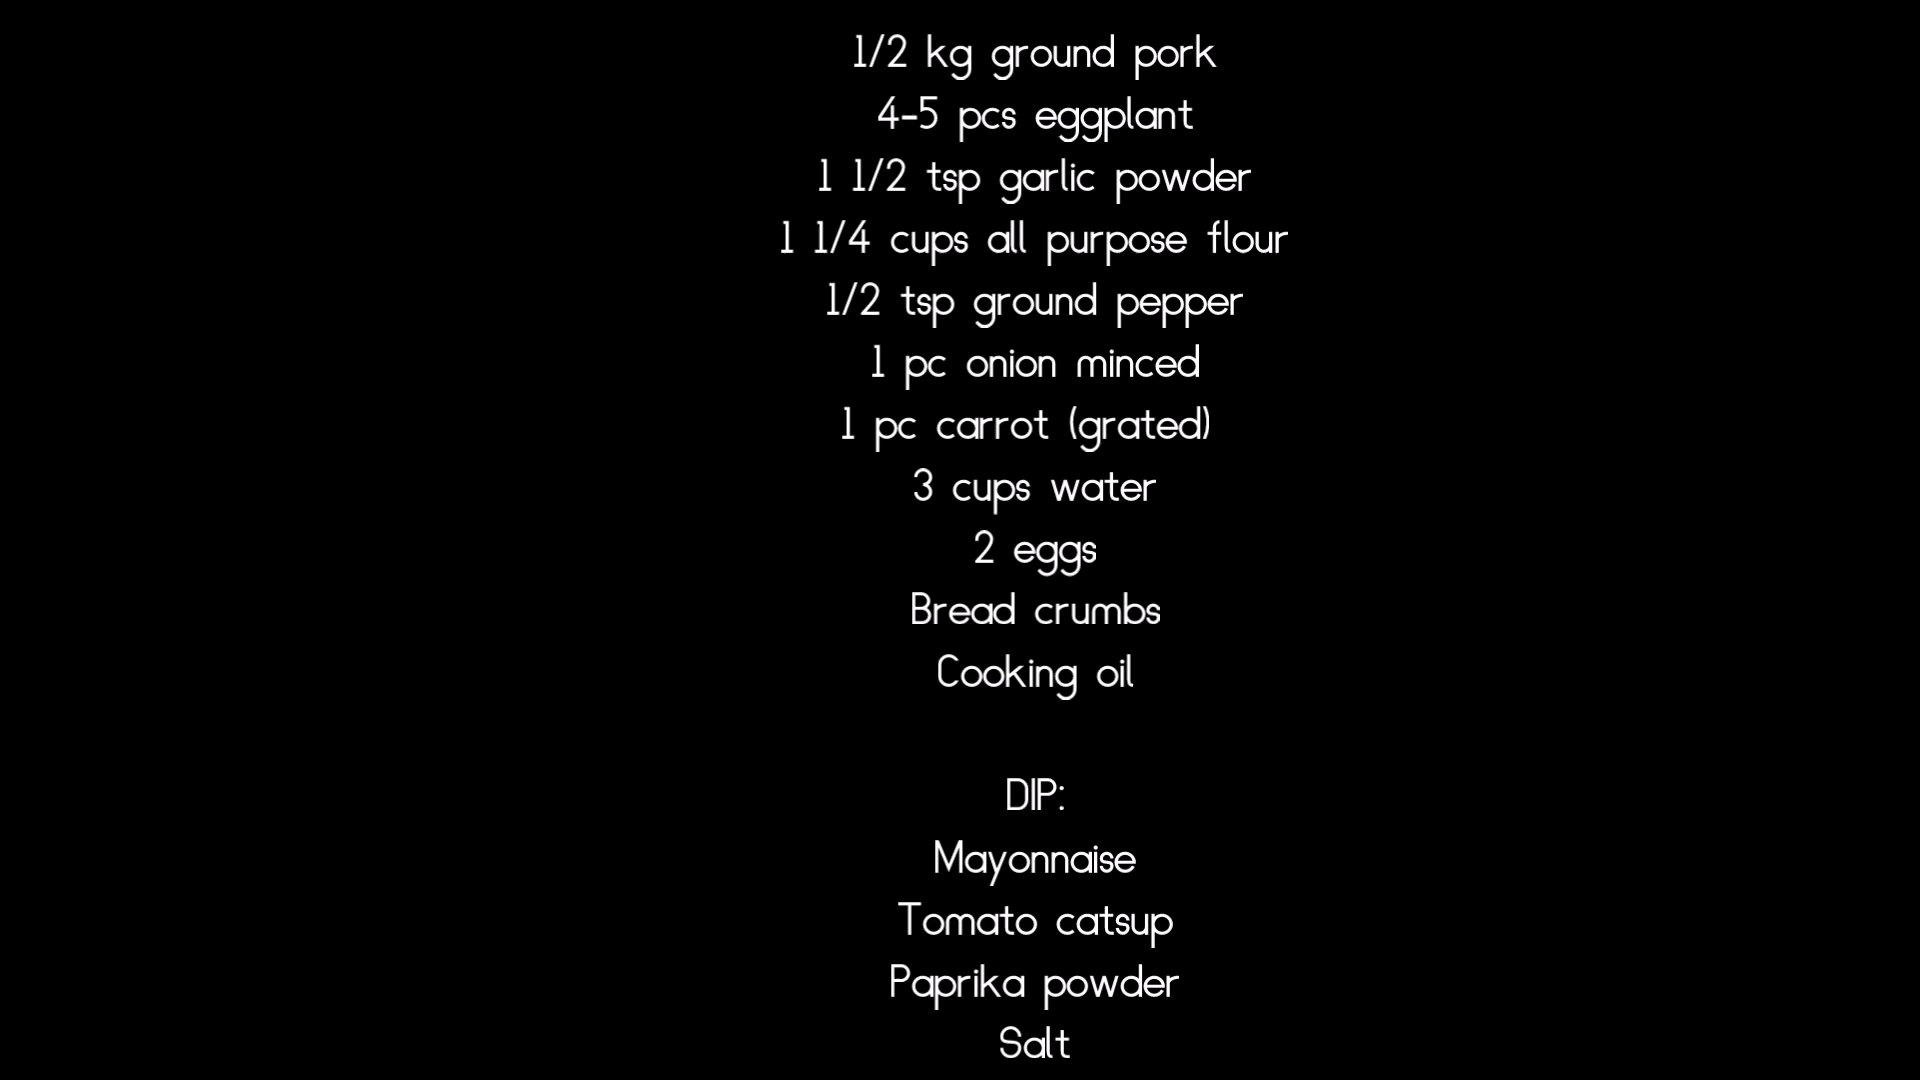 1/2 kg ground pork
4-5 pcs eggplant
1 1/2 tsp garlic powder
1 1/4 cups all purpose flour
1/2 tsp ground pepper
1 pc onion minced
1 pc carrot (grated)
3 cups water
2 eggs
Bread crumbs
Cooking oil
DIP:
Mayonnaise
Tomato catsup
Paprika powder
Salt